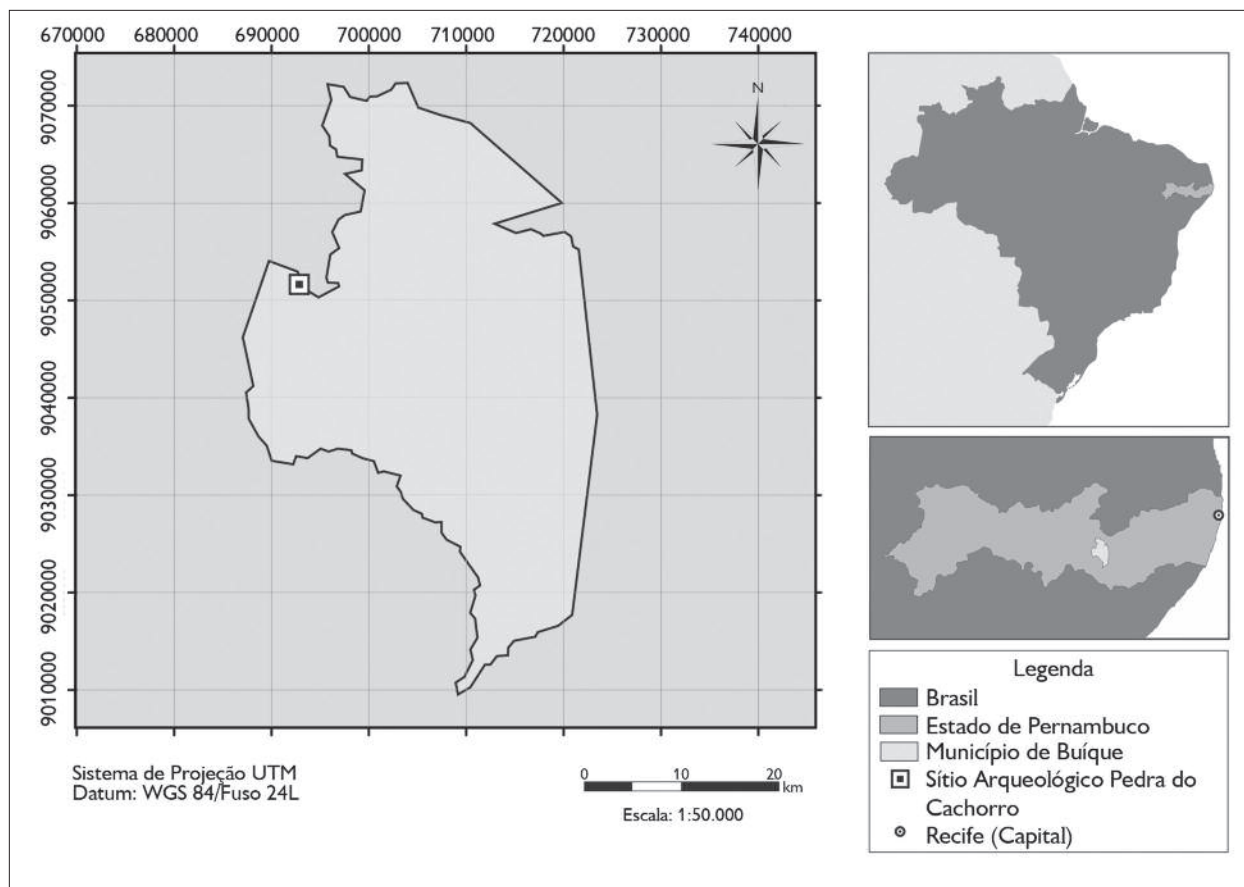 670000 680000 690000 700000 7100000 720000 730000 740000
9070000
9060000
9050000
9040000
9030000
9020000
9010000
N
Sistema de Projeção UTM
Datum: WGS 84/Fuso 24L
0 10 20
km
Escala: 1:50.000
Legenda
Brasil
Estado de Pernambuco
Município de Buíque
Sítio Arqueológico Pedra do
Cachorro
Recife (Capital)